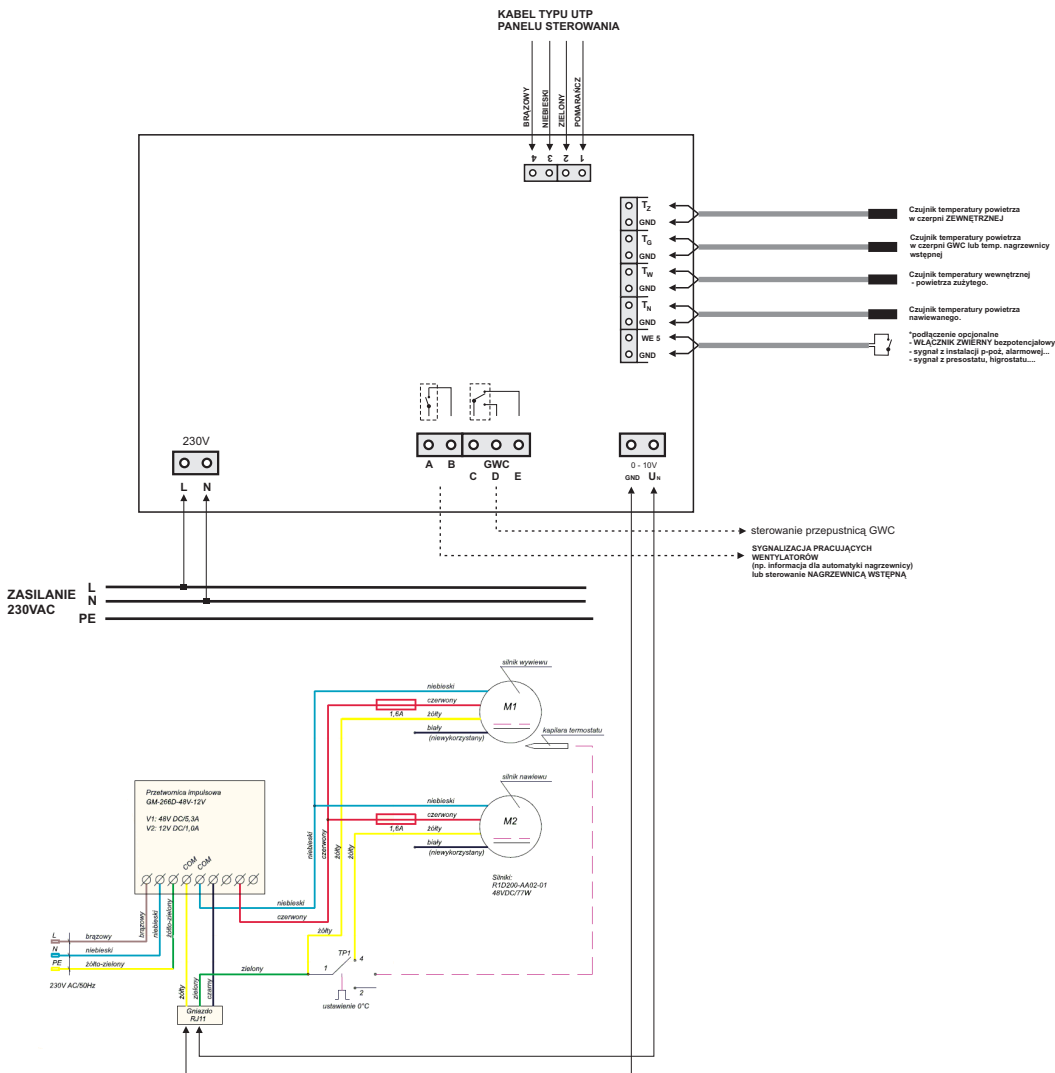 KABEL TYPU UTP
PANELU STEROWANIA
BRĄZOWY
NIEBIESKI
ZIELONY
POMARAŃCZ
4
3
2
1
TZ
GND
TG
GND
TW
GND
TN
GND
WE 5
GND
Czujnik temperatury powietrza
w czerpni ZEWNĘTRZNEJ
Czujnik temperatury powietrza
w czerpni GWC lub temp. nagrzewnicy
wstępnej
Czujnik temperatury wewnętrznej
- powietrza zużytego.
Czujnik temperatury powietrza
nawiewanego.
*podłączenie opcjonalne
- WŁĄCZNIK ZWIERNY bezpotencjałowy
- sygnał z instalacji p-poż, alarmowej...
- sygnał z presostatu, higrostatu....
230V
L N
A B GWC
C D E
0 - 10V
GND UN
sterowanie przepustnicą GWC
SYGNALIZACJA PRACUJĄCYCH
WENTYLATORÓW
(np. informacja dla automatyki nagrzewnicy)
lub sterowanie NAGRZEWNICĄ WSTĘPNĄ
ZASILANIE
230VAC
L
N
PE
silnik wywiewu
niebieski
czerwony
1,6A
żółty
biały
(niewykorzystany)
M1
kapilara termostatu
silnik nawiewu
niebieski
czerwony
1,6A
żółty
biały
(niewykorzystany)
M2
Silniki:
R1D200-AA02-01
48VDC/77W
Przetwornica impulsowa
GM-266D-48V-12V
V1: 48V DC/5,3A
V2: 12V DC/1,0A
COM
COM
niebieski
czerwony
żółty
żółty
niebieski
czerwony
żółty
brązowy
niebieski
żółto-zielony
L
brązowy
N
niebieski
PE
żółto-zielony
230V AC/50Hz
żółty
zielony
czarny
zielony
Gniazdo
RJ11
TP1
1
4
2
ustawienie 0°C